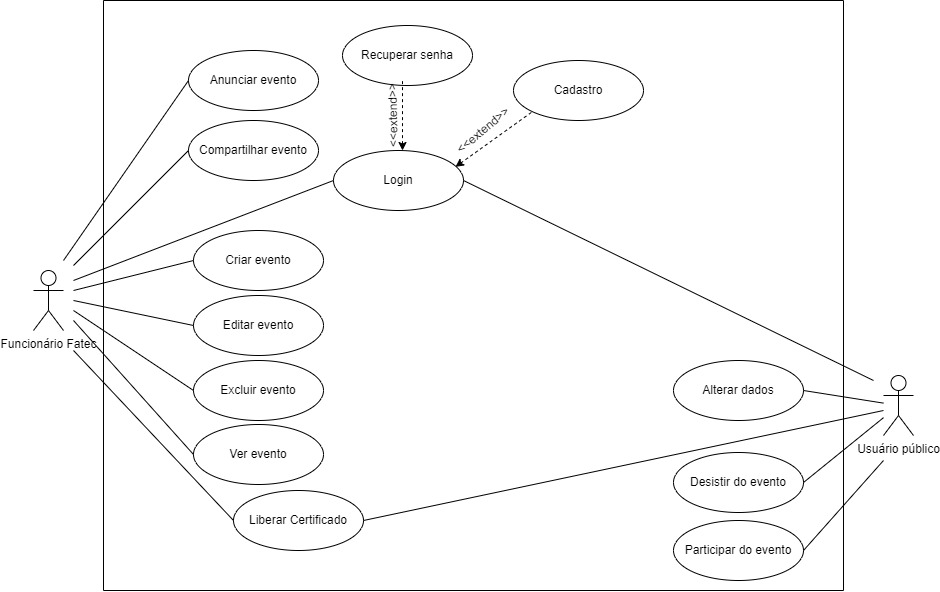 Recuperar senha
Anunciar evento
Cadastro
<<extend>>
<<extend>>
Compartilhar evento
Login
Criar evento
Editar evento
Funcionário Fatec
Excluir evento
Alterar dados
Usuário público
Ver evento
Desistir do evento
Liberar Certificado
Participar do evento